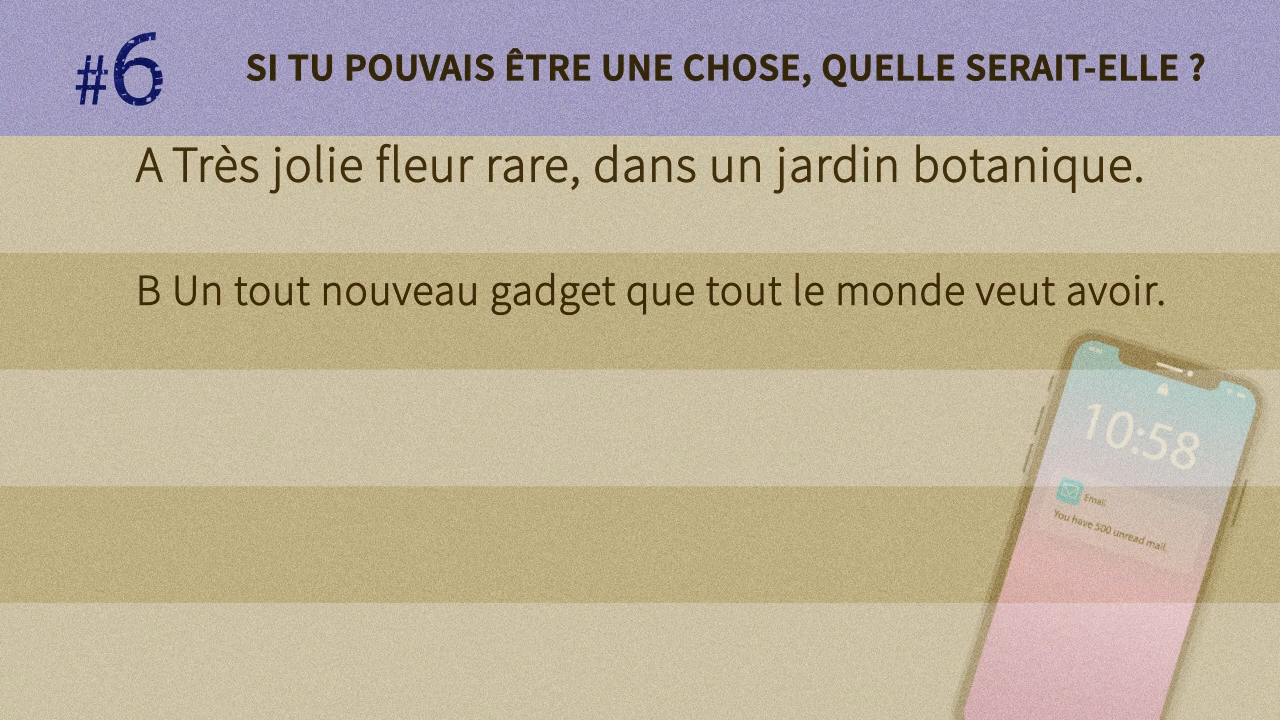 #6
SI TU POUVAIS ÊTRE UNE CHOSE, QUELLE SERAIT-ELLE ?
A Très jolie fleur rare, dans un jardin botanique.
B Un tout nouveau gadget que tout le monde veut avoir.
10:58
Email
You have 500 unread mail.